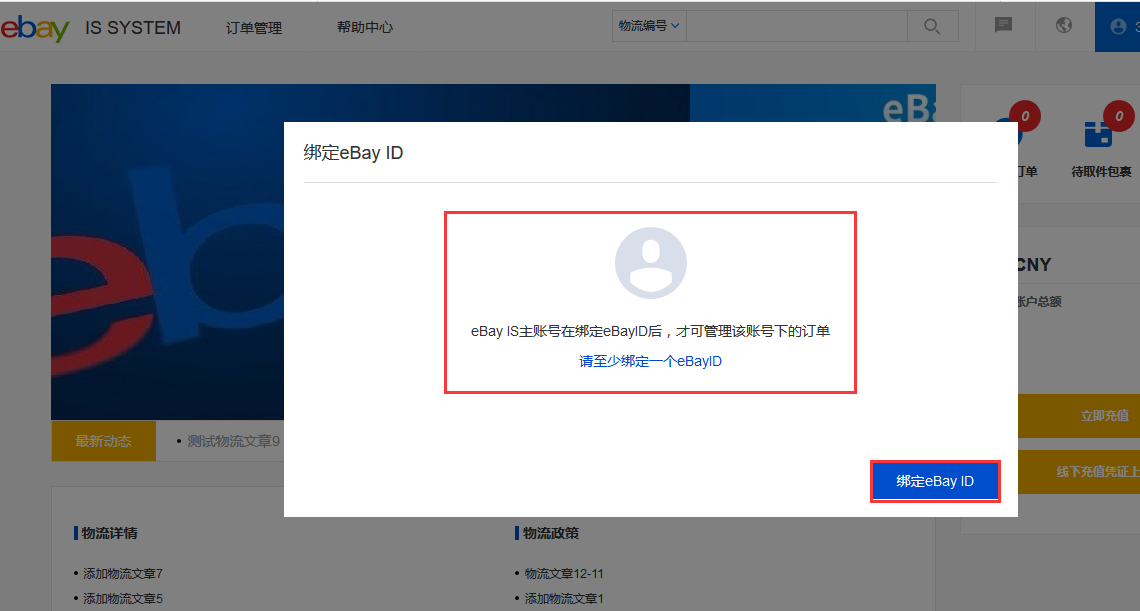 ebay IS SYSTEM 订单管理 帮助中心 物流编号
绑定eBay ID
0 0
订单 待取件包裹
eBay IS主账号在绑定eBayID后，才可管理该账号下的订单
请至少绑定一个eBayID
CNY
账户总额
立即充值
最新动态 • 测试物流文章9
线下充值凭证上
绑定eBay ID
物流详情 物流政策
• 添加物流文章7 • 物流文章12-11
• 添加物流文章5 • 添加物流文章1